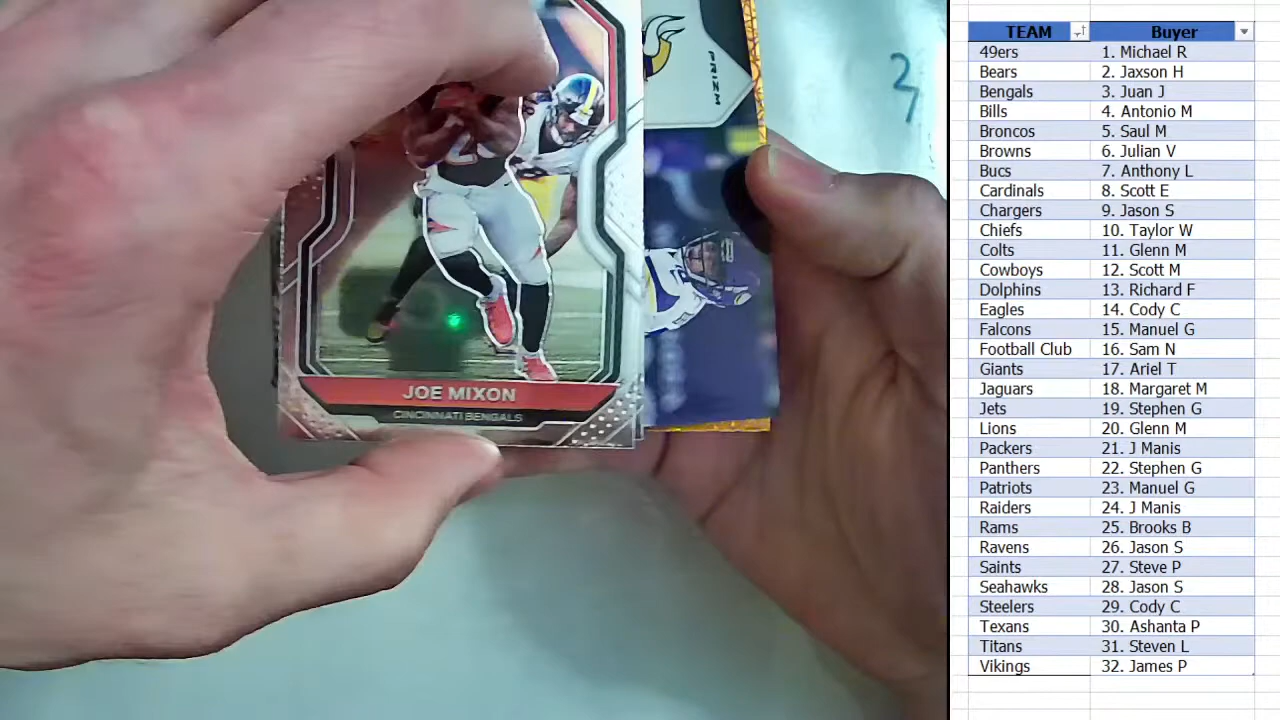 PRIZM
2
JOE MIXON
CINCINNATI BENGALS
TEAM Buyer
49ers 1. Michael R
Bears 2. Jaxson H
Bengals 3. Juan J
Bills 4. Antonio M
Broncos 5. Saul M
Browns 6. Julian V
Bucs 7. Anthony L
Cardinals 8. Scott E
Chargers 9. Jason S
Chiefs 10. Taylor W
Colts 11. Glenn M
Cowboys 12. Scott M
Dolphins 13. Richard F
Eagles 14. Cody C
Falcons 15. Manuel G
Football Club 16. Sam N
Giants 17. Ariel T
Jaguars 18. Margaret M
Jets 19. Stephen G
Lions 20. Glenn M
Packers 21. J Manis
Panthers 22. Stephen G
Patriots 23. Manuel G
Raiders 24. J Manis
Rams 25. Brooks B
Ravens 26. Jason S
Saints 27. Steve P
Seahawks 28. Jason S
Steelers 29. Cody C
Texans 30. Ashanta P
Titans 31. Steven L
Vikings 32. James P